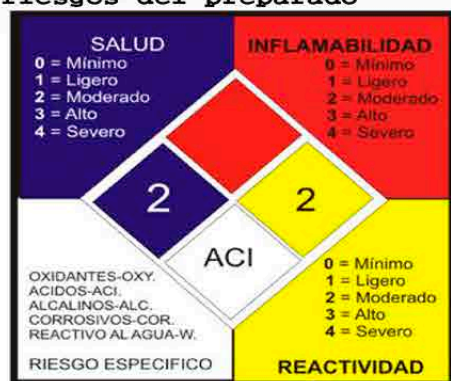 riesgos del preparado
SALUD
0 = Mínimo
1 = Ligero
2 = Moderado
3 = Alto
4 = Severo
INFLAMABILIDAD
0 = Mínimo
1 = Ligero
2 = Moderado
3 = Alto
4 = Severo
2
2
ACI
OXIDANTES-OXY.
ACIDOS-ACI.
ALCALINOS-ALC.
CORROSIVOS-COR.
REACTIVO AL AGUA-W.
RIESGO ESPECIFICO
0 = Mínimo
1 = Ligero
2 = Moderado
3 = Alto
4 = Severo
REACTIVIDAD